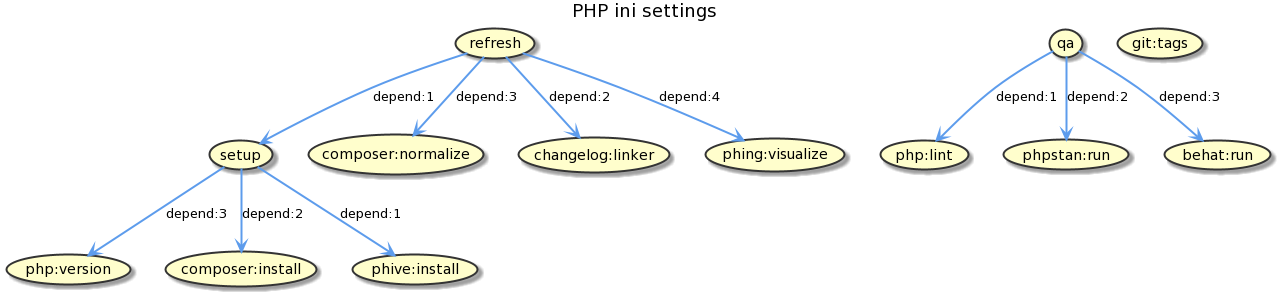 PHP ini settings
refresh
qa
git:tags
depend:1
depend:3
depend:2
depend:4
depend:1
depend:2
depend:3
setup
composer:normalize
changelog:linker
phing:visualize
php:lint
phpstan:run
behat:run
depend:3
depend:2
depend:1
php:version
composer:install
phive:install